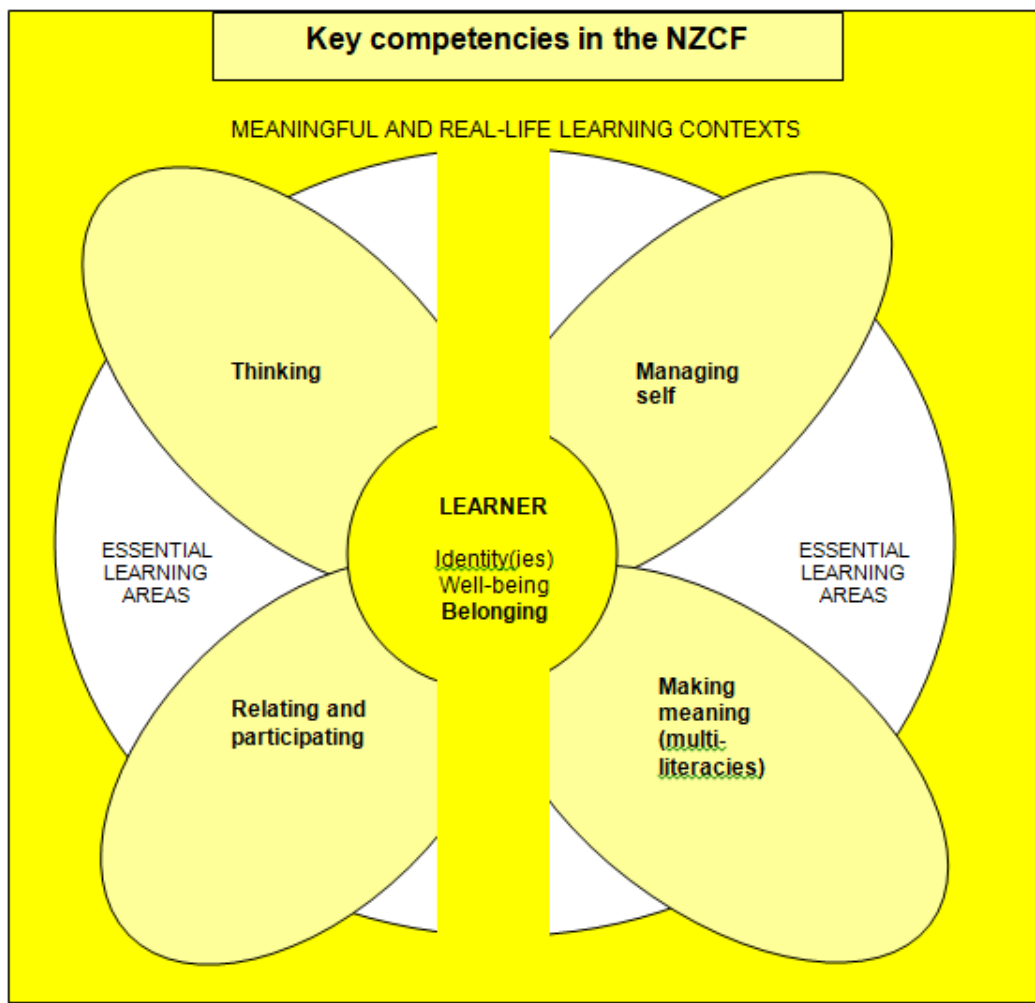 Key competencies in the NZCF
MEANINGFUL AND REAL-LIFE LEARNING CONTEXTS
Thinking
Managing
self
LEARNER
Identity(ies)
Well-being
Belonging
ESSENTIAL
LEARNING
AREAS
ESSENTIAL
LEARNING
AREAS
Relating and
participating
Making
meaning
(multi-
literacies)